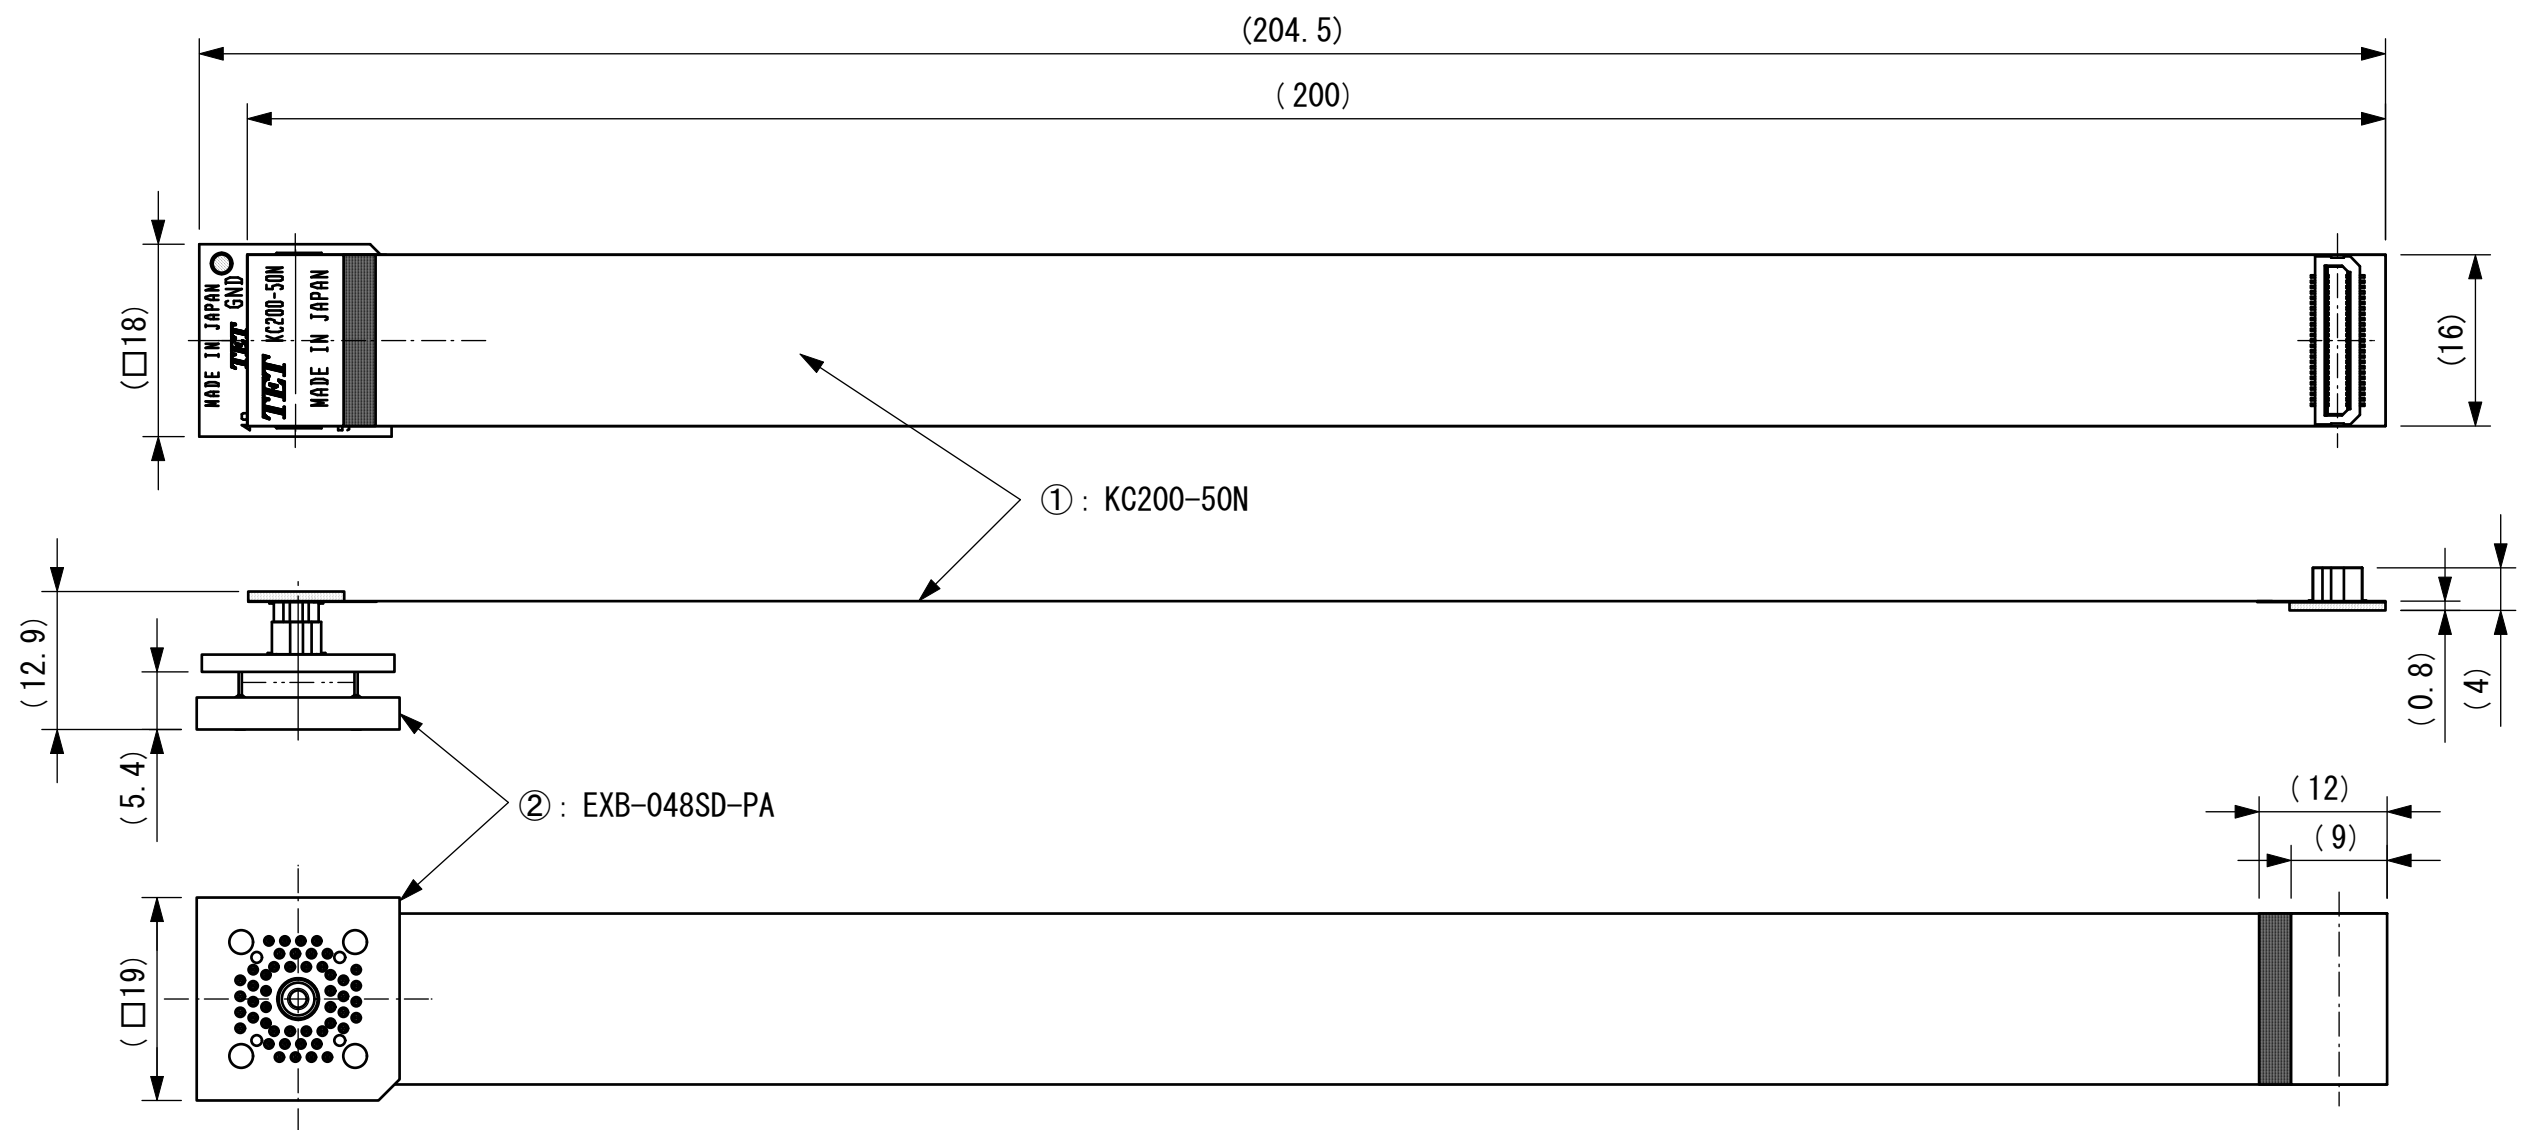 (204.5)
(200)
(□18)
MADE IN JAPAN
TET GND
TET KC200-50N
MADE IN JAPAN
(16)
①: KC200-50N
(12.9)
(5.4)
(0.8)
(4)
②: EXB-048SD-PA
(12)
(9)
(□19)